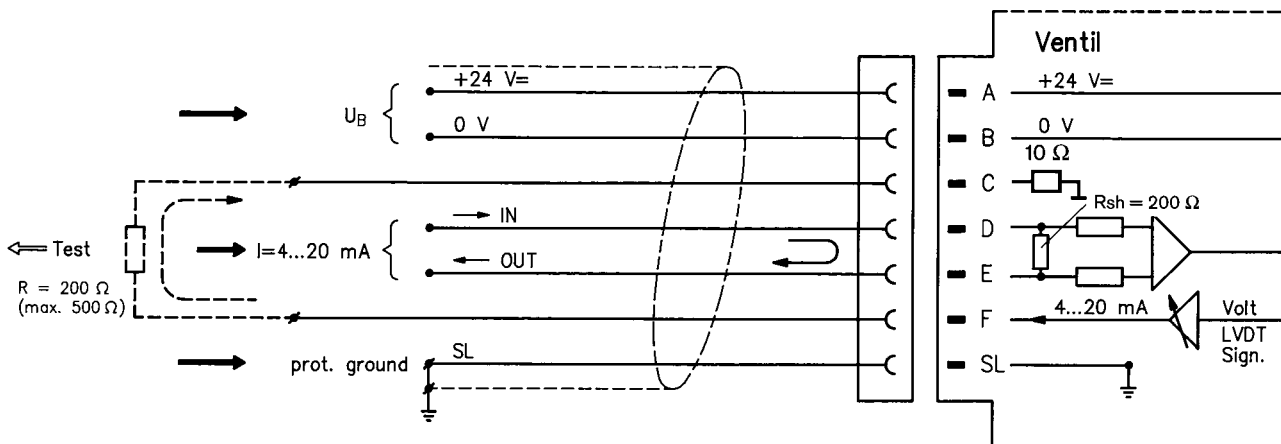 Ventil
+24 V=
U_B
0 V
A
+24 V=
B
0 V
10 Ω
C
Rsh = 200 Ω
IN
D
Test
I=4...20 mA
OUT
E
R = 200 Ω
(max. 500 Ω)
F
4...20 mA
Volt
LVDT
Sign.
prot. ground
SL
SL